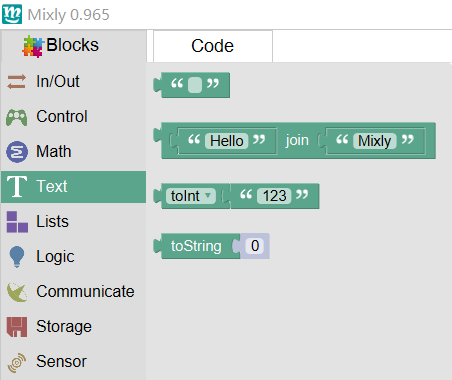 Mixly 0.965
Blocks Code
In/Out
Control
Math
Text
Lists
Logic
Communicate
Storage
Sensor
“ ”
“ Hello ” join “ Mixly ”
toInt “ 123 ”
toString 0